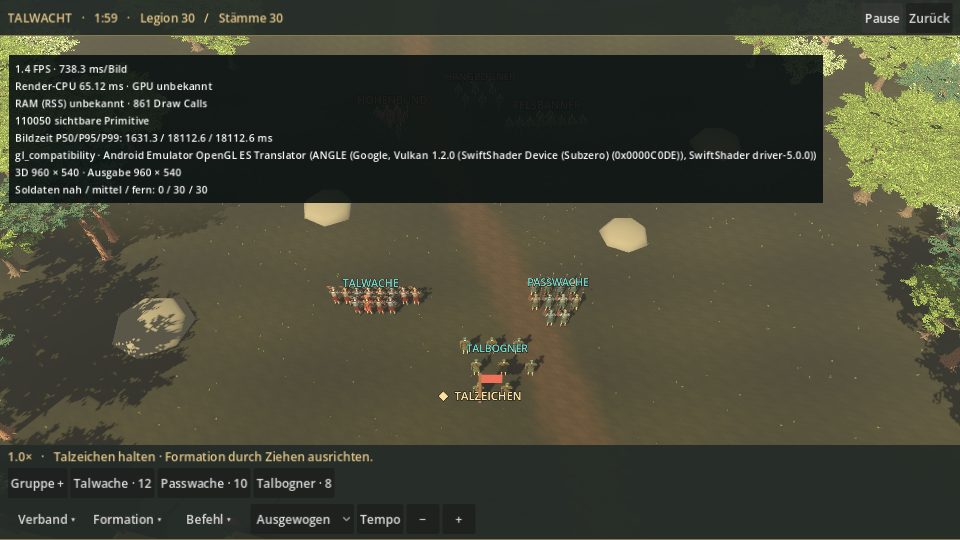 TALWACHT · 1:59 · Legion 30 / Stämme 30
Pause Zurück
1.4 FPS · 738.3 ms/Bild
Render-CPU 65.12 ms · GPU unbekannt
RAM (RSS) unbekannt · 861 Draw Calls
110050 sichtbare Primitive
Bildzeit P50/P95/P99: 1631.3 / 18112.6 / 18112.6 ms
gl_compatibility · Android Emulator OpenGL ES Translator (ANGLE (Google, Vulkan 1.2.0 (SwiftShader Device (Subzero) (0x0000C0DE)), SwiftShader driver-5.0.0))
3D 960 × 540 · Ausgabe 960 × 540
Soldaten nah / mittel / fern: 0 / 30 / 30
TALWACHE
PASSWACHE
TALBOGNER
◆ TALZEICHEN
1.0× · Talzeichen halten · Formation durch Ziehen ausrichten.
Gruppe + Talwache · 12 Passwache · 10 Talbogner · 8
Verband ▾ Formation ▾ Befehl ▾ Ausgewogen Tempo − +